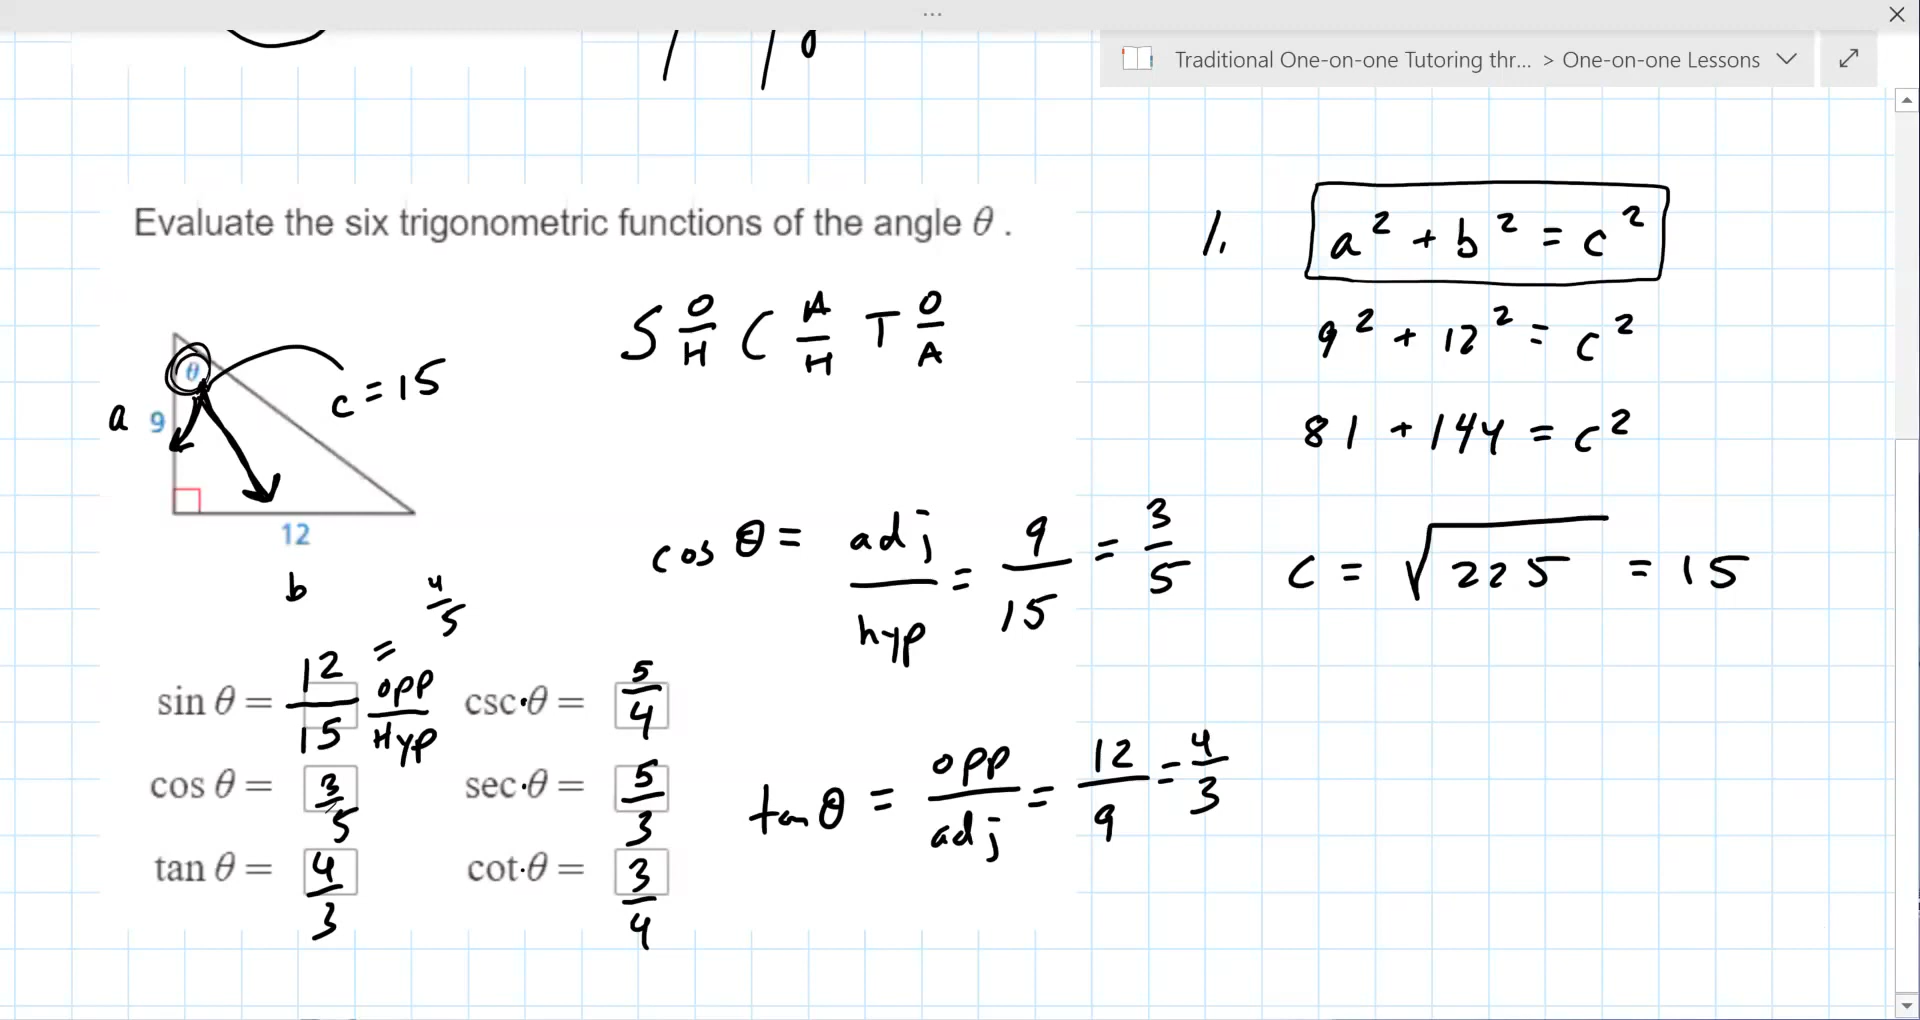 Traditional One-on-one Tutoring thr... > One-on-one Lessons
Evaluate the six trigonometric functions of the angle θ .
1. a² + b² = c²
S O/H C A/H T O/A
9² + 12² = c²
θ
c = 15
a 9
81 + 144 = c²
12
b
cos θ = adj/hyp = 9/15 = 3/5
c = √225 = 15
sin θ = 12/15 opp/Hyp = 4/5
csc·θ = 5/4
cos θ = 3/5
sec·θ = 5/3
tan θ = opp/adj = 12/9 = 4/3
tan θ = 4/3
cot·θ = 3/4